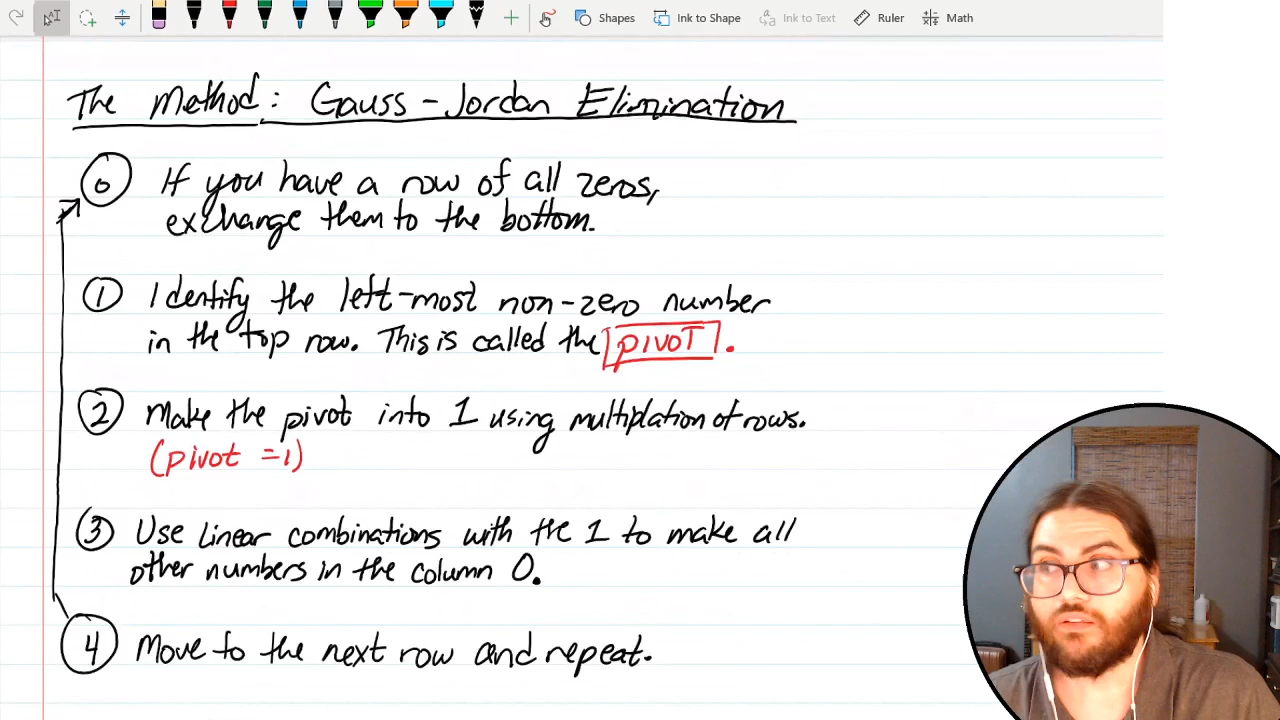 Shapes Ink to Shape Ink to Text Ruler Math
The Method: Gauss-Jordan Elimination
0 If you have a row of all zeros,
exchange them to the bottom.
1 Identify the left-most non-zero number
in the top row. This is called the pivot.
2 Make the pivot into 1 using multiplation of rows.
(pivot =1)
3 Use linear combinations with the 1 to make all
other numbers in the column 0.
4 Move to the next row and repeat.